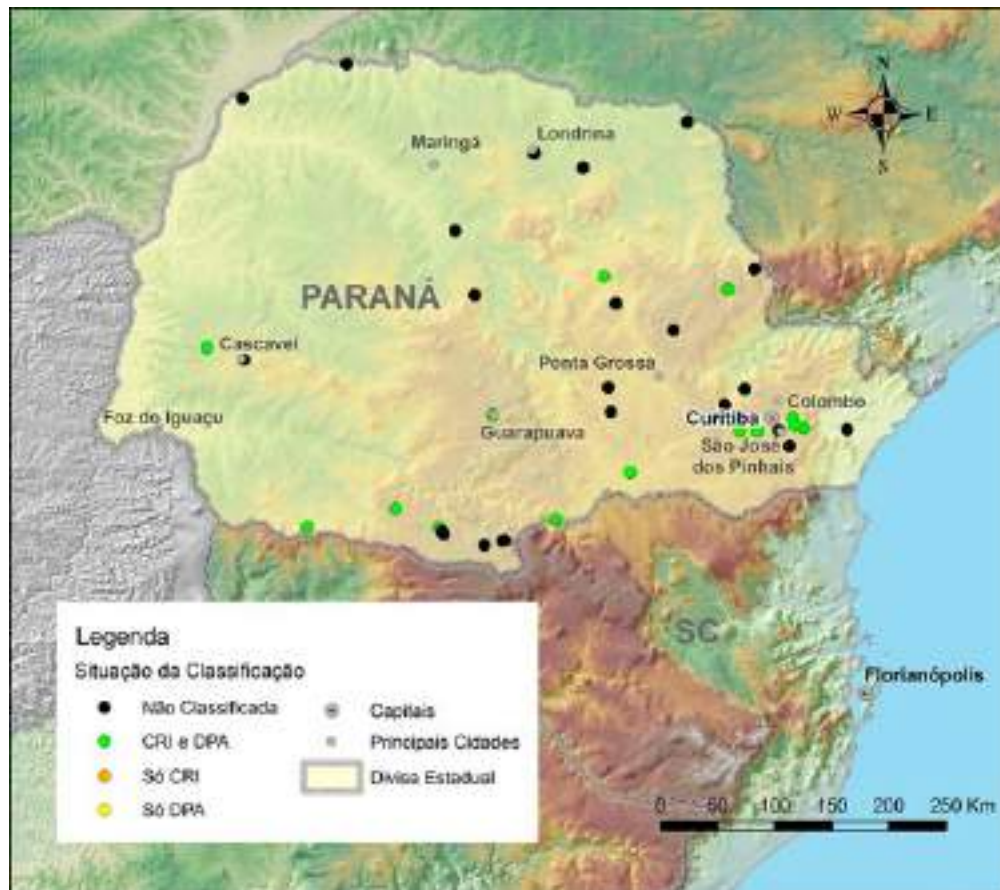 N
W E
S
Maringá
Londrina
PARANÁ
Cascavel
Ponta Grossa
Foz do Iguaçu
Guarapuava
Colombo
Curitiba
São José
dos Pinhais
SC
Florianópolis
Legenda
Situação da Classificação
Não Classificada
CRI e DPA
Só CRI
Só DPA
Capitais
Principais Cidades
Divisa Estadual
0 50 100 150 200 250 Km